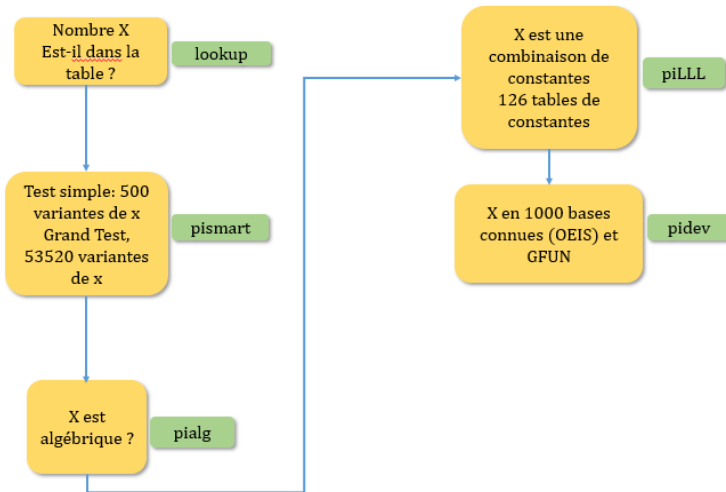 Nombre X
Est-il dans la
table ?
lookup
Test simple: 500
variantes de x
Grand Test,
53520 variantes
de x
pismart
X est
algébrique ?
pialg
X est une
combinaison de
constantes
126 tables de
constantes
piLLL
X en 1000 bases
connues (OEIS) et
GFUN
pidev